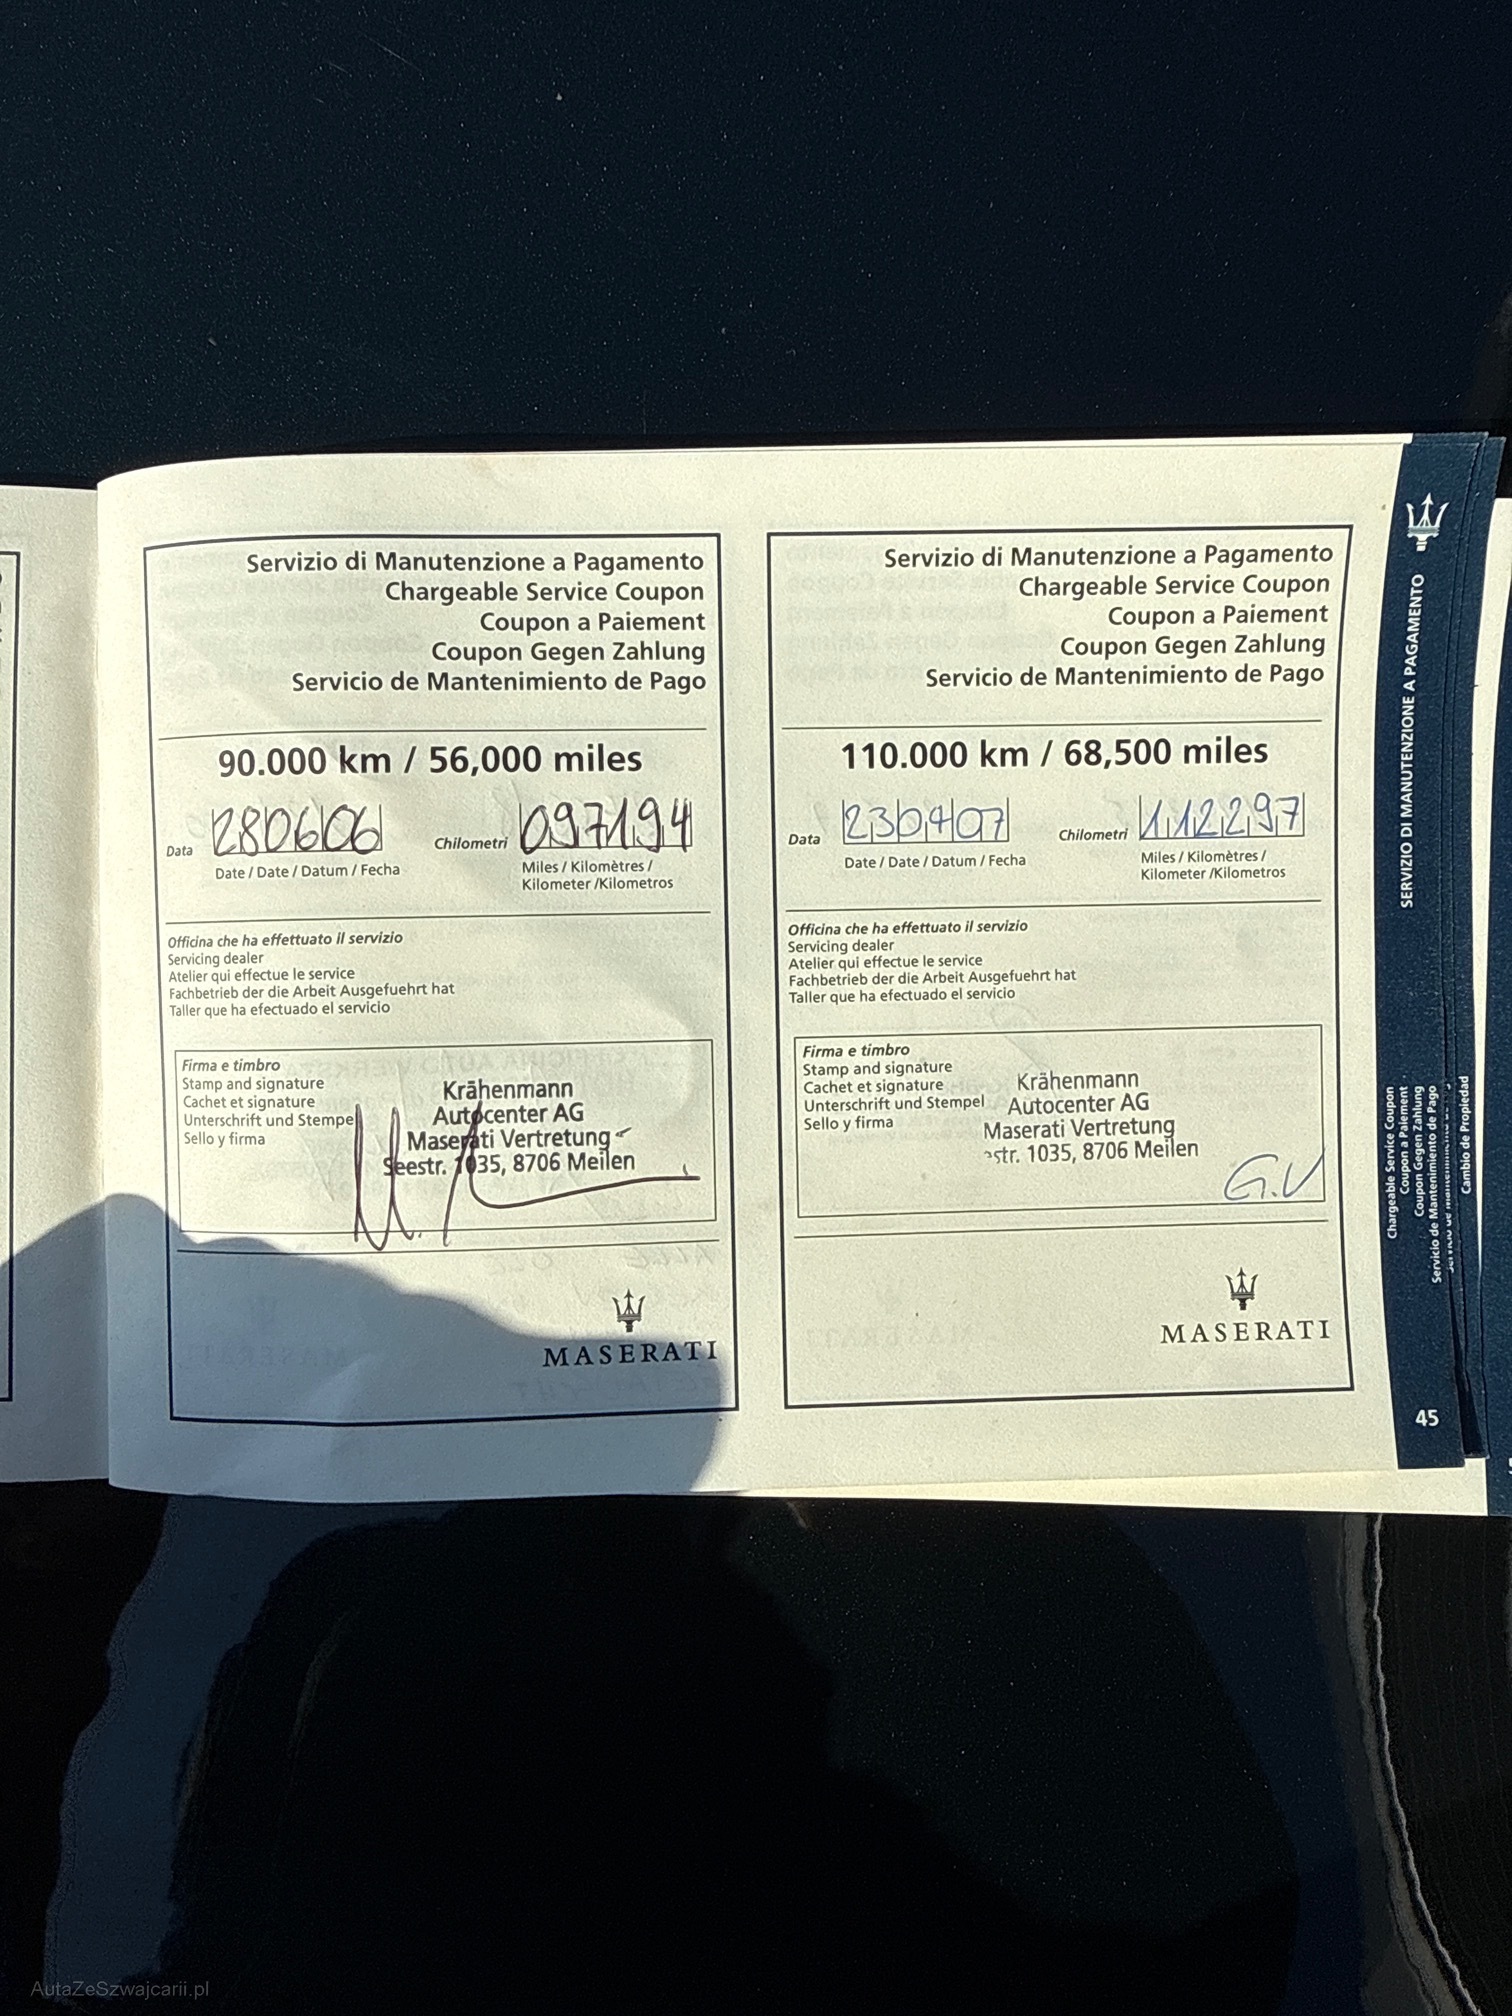 Servizio di Manutenzione a Pagamento
Chargeable Service Coupon
Coupon a Paiement
Coupon Gegen Zahlung
Servicio de Mantenimiento de Pago
90.000 km / 56,000 miles
Data 280606 Chilometri 097194
Date / Date / Datum / Fecha
Miles / Kilomètres /
Kilometer /Kilometros
Officina che ha effettuato il servizio
Servicing dealer
Atelier qui effectue le service
Fachbetrieb der die Arbeit Ausgefuehrt hat
Taller que ha efectuado el servicio
Firma e timbro
Stamp and signature
Cachet et signature
Unterschrift und Stempel
Sello y firma
Krähenmann
Autocenter AG
Maserati Vertretung
Seestr. 1035, 8706 Meilen
MASERATI
Servizio di Manutenzione a Pagamento
Chargeable Service Coupon
Coupon a Paiement
Coupon Gegen Zahlung
Servicio de Mantenimiento de Pago
110.000 km / 68,500 miles
Data 230407 Chilometri 112297
Date / Date / Datum / Fecha
Miles / Kilomètres /
Kilometer /Kilometros
Officina che ha effettuato il servizio
Servicing dealer
Atelier qui effectue le service
Fachbetrieb der die Arbeit Ausgefuehrt hat
Taller que ha efectuado el servicio
Firma e timbro
Stamp and signature
Cachet et signature
Unterschrift und Stempel
Sello y firma
Krähenmann
Autocenter AG
Maserati Vertretung
str. 1035, 8706 Meilen
G.V
MASERATI
SERVIZIO DI MANUTENZIONE A PAGAMENTO
Chargeable Service Coupon
Coupon a Paiement
Coupon Gegen Zahlung
Servicio de Mantenimiento de Pago
Cambio de Propiedad
45
AutaZeSzwajcarii.pl